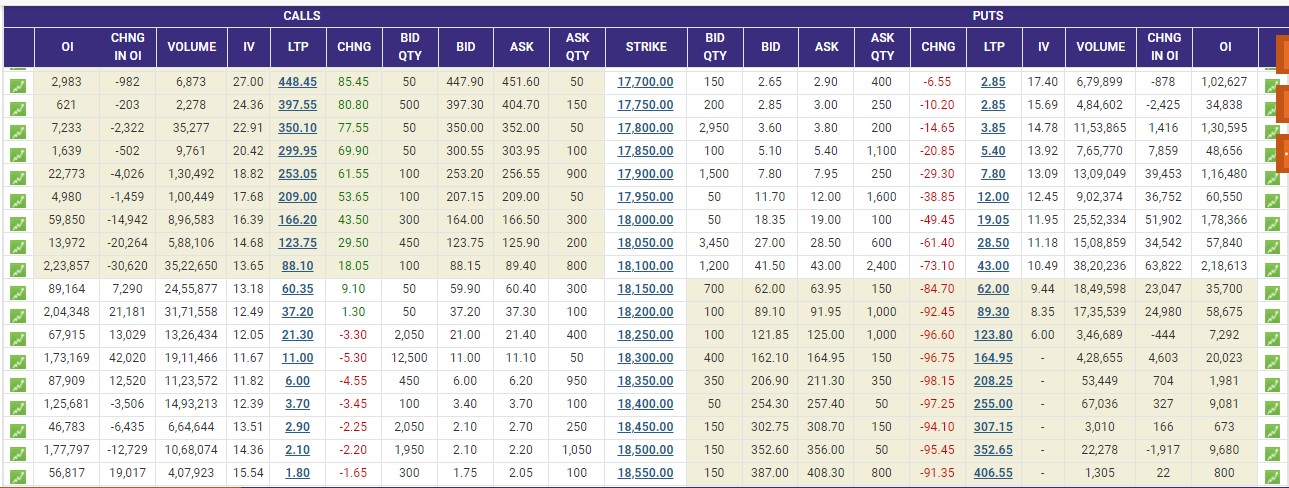 CALLS PUTS
OI CHNG IN OI VOLUME IV LTP CHNG BID QTY BID ASK ASK QTY STRIKE BID QTY BID ASK ASK QTY CHNG LTP IV VOLUME CHNG IN OI OI
2,983 -982 6,873 27.00 448.45 85.45 50 447.90 451.60 50 17,700.00 150 2.65 2.90 400 -6.55 2.85 17.40 6,79,899 -878 1,02,627
621 -203 2,278 24.36 397.55 80.80 500 397.30 404.70 150 17,750.00 200 2.85 3.00 250 -10.20 2.85 15.69 4,84,602 -2,425 34,838
7,233 -2,322 35,277 22.91 350.10 77.55 50 350.00 352.00 50 17,800.00 2,950 3.60 3.80 200 -14.65 3.85 14.78 11,53,865 1,416 1,30,595
1,639 -502 9,761 20.42 299.95 69.90 50 300.55 303.95 100 17,850.00 100 5.10 5.40 1,100 -20.85 5.40 13.92 7,65,770 7,859 48,656
22,773 -4,026 1,30,492 18.82 253.05 61.55 100 253.20 256.55 900 17,900.00 1,500 7.80 7.95 250 -29.30 7.80 13.09 13,09,049 39,453 1,16,480
4,980 -1,459 1,00,449 17.68 209.00 53.65 100 207.15 209.00 50 17,950.00 50 11.70 12.00 1,600 -38.85 12.00 12.45 9,02,374 36,752 60,550
59,850 -14,942 8,96,583 16.39 166.20 43.50 300 164.00 166.50 300 18,000.00 50 18.35 19.00 100 -49.45 19.05 11.95 25,52,334 51,902 1,78,366
13,972 -20,264 5,88,106 14.68 123.75 29.50 450 123.75 125.90 200 18,050.00 3,450 27.00 28.50 600 -61.40 28.50 11.18 15,08,859 34,542 57,840
2,23,857 -30,620 35,22,650 13.65 88.10 18.05 100 88.15 89.40 800 18,100.00 1,200 41.50 43.00 2,400 -73.10 43.00 10.49 38,20,236 63,822 2,18,613
89,164 7,290 24,55,877 13.18 60.35 9.10 50 59.90 60.40 300 18,150.00 700 62.00 63.95 150 -84.70 62.00 9.44 18,49,598 23,047 35,700
2,04,348 21,181 31,71,558 12.49 37.20 1.30 50 37.20 37.30 100 18,200.00 100 89.10 91.95 1,000 -92.45 89.30 8.35 17,35,539 24,980 58,675
67,915 13,029 13,26,434 12.05 21.30 -3.30 2,050 21.00 21.40 400 18,250.00 100 121.85 125.00 1,000 -96.60 123.80 6.00 3,46,689 -444 7,292
1,73,169 42,020 19,11,466 11.67 11.00 -5.30 12,500 11.00 11.10 50 18,300.00 400 162.10 164.95 150 -96.75 164.95 - 4,28,655 4,603 20,023
87,909 12,520 11,23,572 11.82 6.00 -4.55 450 6.00 6.20 950 18,350.00 350 206.90 211.30 350 -98.15 208.25 - 53,449 704 1,981
1,25,681 -3,506 14,93,213 12.39 3.70 -3.45 100 3.40 3.70 100 18,400.00 50 254.30 257.40 50 -97.25 255.00 - 67,036 327 9,081
46,783 -6,435 6,64,644 13.51 2.90 -2.25 2,050 2.10 2.70 250 18,450.00 150 302.75 308.70 150 -94.10 307.15 - 3,010 166 673
1,77,797 -12,729 10,68,074 14.36 2.10 -2.20 1,950 2.10 2.20 1,050 18,500.00 150 352.60 356.00 50 -95.45 352.65 - 22,278 -1,917 9,680
56,817 19,017 4,07,923 15.54 1.80 -1.65 300 1.75 2.05 100 18,550.00 150 387.00 408.30 800 -91.35 406.55 - 1,305 22 800